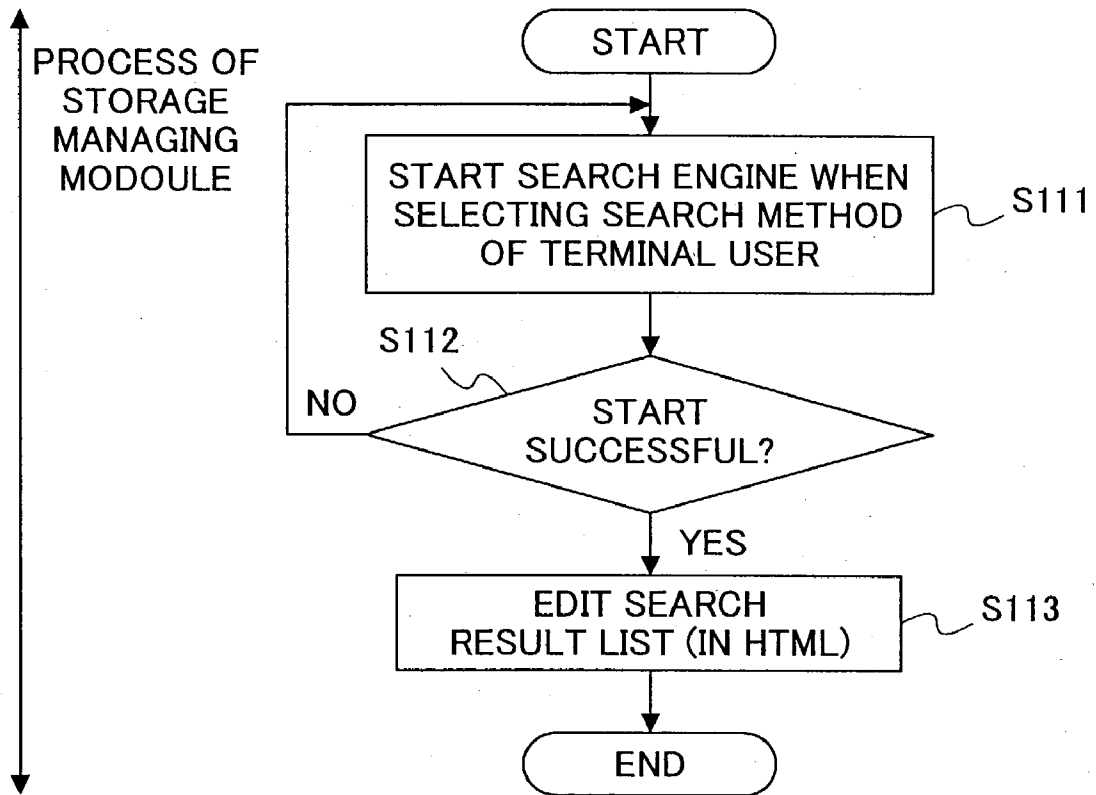 START
PROCESS OF
STORAGE
MANAGING
MODOULE
START SEARCH ENGINE WHEN
SELECTING SEARCH METHOD
OF TERMINAL USER
S111
S112
NO
START
SUCCESSFUL?
YES
EDIT SEARCH
RESULT LIST (IN HTML)
S113
END